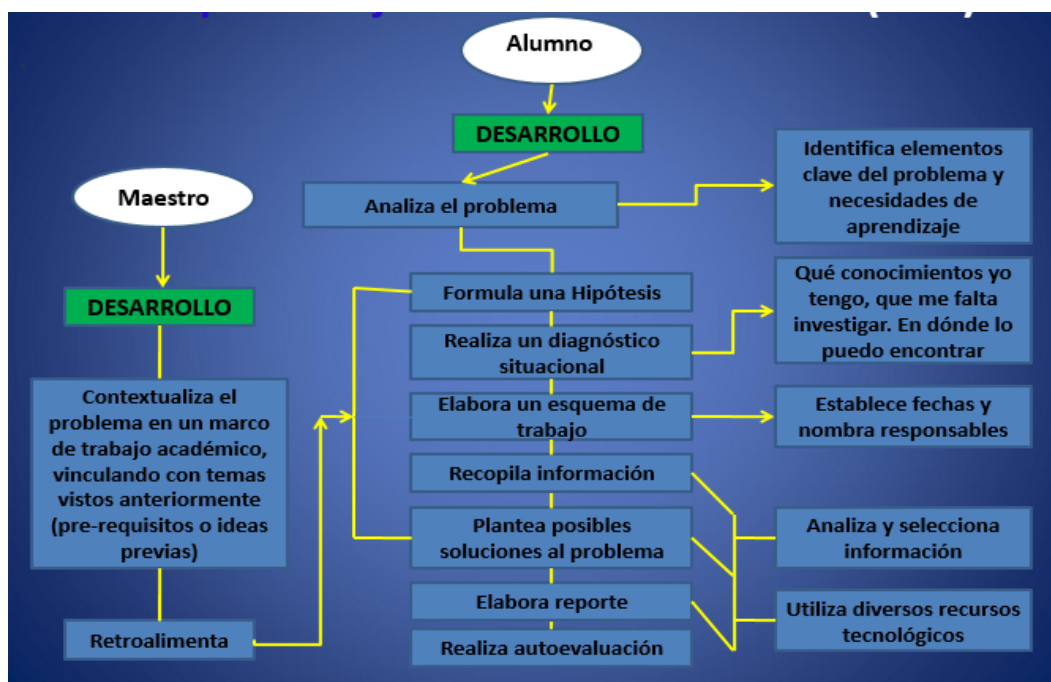 Alumno
DESARROLLO
Analiza el problema
Identifica elementos
clave del problema y
necesidades de
aprendizaje
Maestro
DESARROLLO
Contextualiza el
problema en un marco
de trabajo académico,
vinculando con temas
vistos anteriormente
(pre-requisitos o ideas
previas)
Retroalimenta
Formula una Hipótesis
Realiza un diagnóstico
situacional
Qué conocimientos yo
tengo, que me falta
investigar. En dónde lo
puedo encontrar
Elabora un esquema de
trabajo
Establece fechas y
nombra responsables
Recopila información
Plantea posibles
soluciones al problema
Analiza y selecciona
información
Elabora reporte
Utiliza diversos recursos
tecnológicos
Realiza autoevaluación